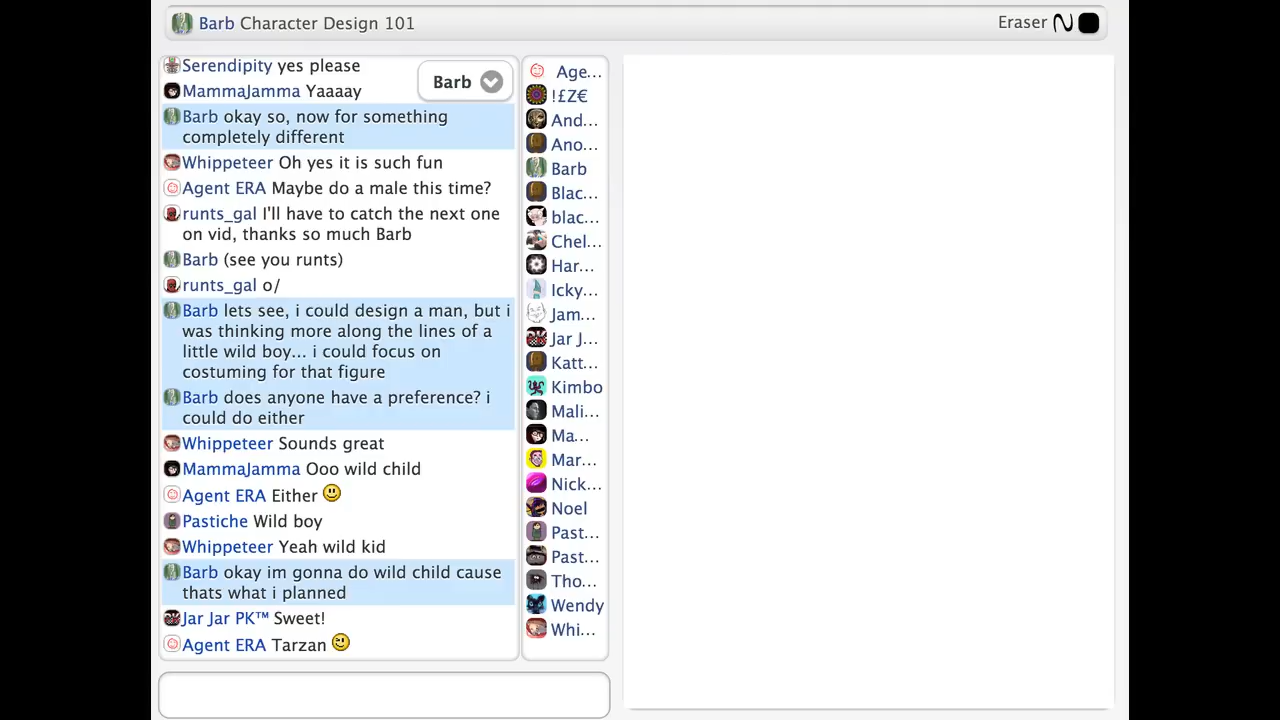 Barb Character Design 101
Eraser
Serendipity yes please
Barb
MammaJamma Yaaaay
Barb okay so, now for something
completely different
Whippeteer Oh yes it is such fun
Agent ERA Maybe do a male this time?
runts_gal I'll have to catch the next one
on vid, thanks so much Barb
Barb (see you runts)
runts_gal o/
Barb lets see, i could design a man, but i
was thinking more along the lines of a
little wild boy... i could focus on
costuming for that figure
Barb does anyone have a preference? i
could do either
Whippeteer Sounds great
MammaJamma Ooo wild child
Agent ERA Either
Pastiche Wild boy
Whippeteer Yeah wild kid
Barb okay im gonna do wild child cause
thats what i planned
Jar Jar PK™ Sweet!
Agent ERA Tarzan
Age...
!£Z€
And...
Ano...
Barb
Blac...
blac...
Chel...
Har...
Icky...
Jam...
Jar J...
Katt...
Kimbo
Mali...
Ma...
Mar...
Nick...
Noel
Past...
Past...
Tho...
Wendy
Whi...